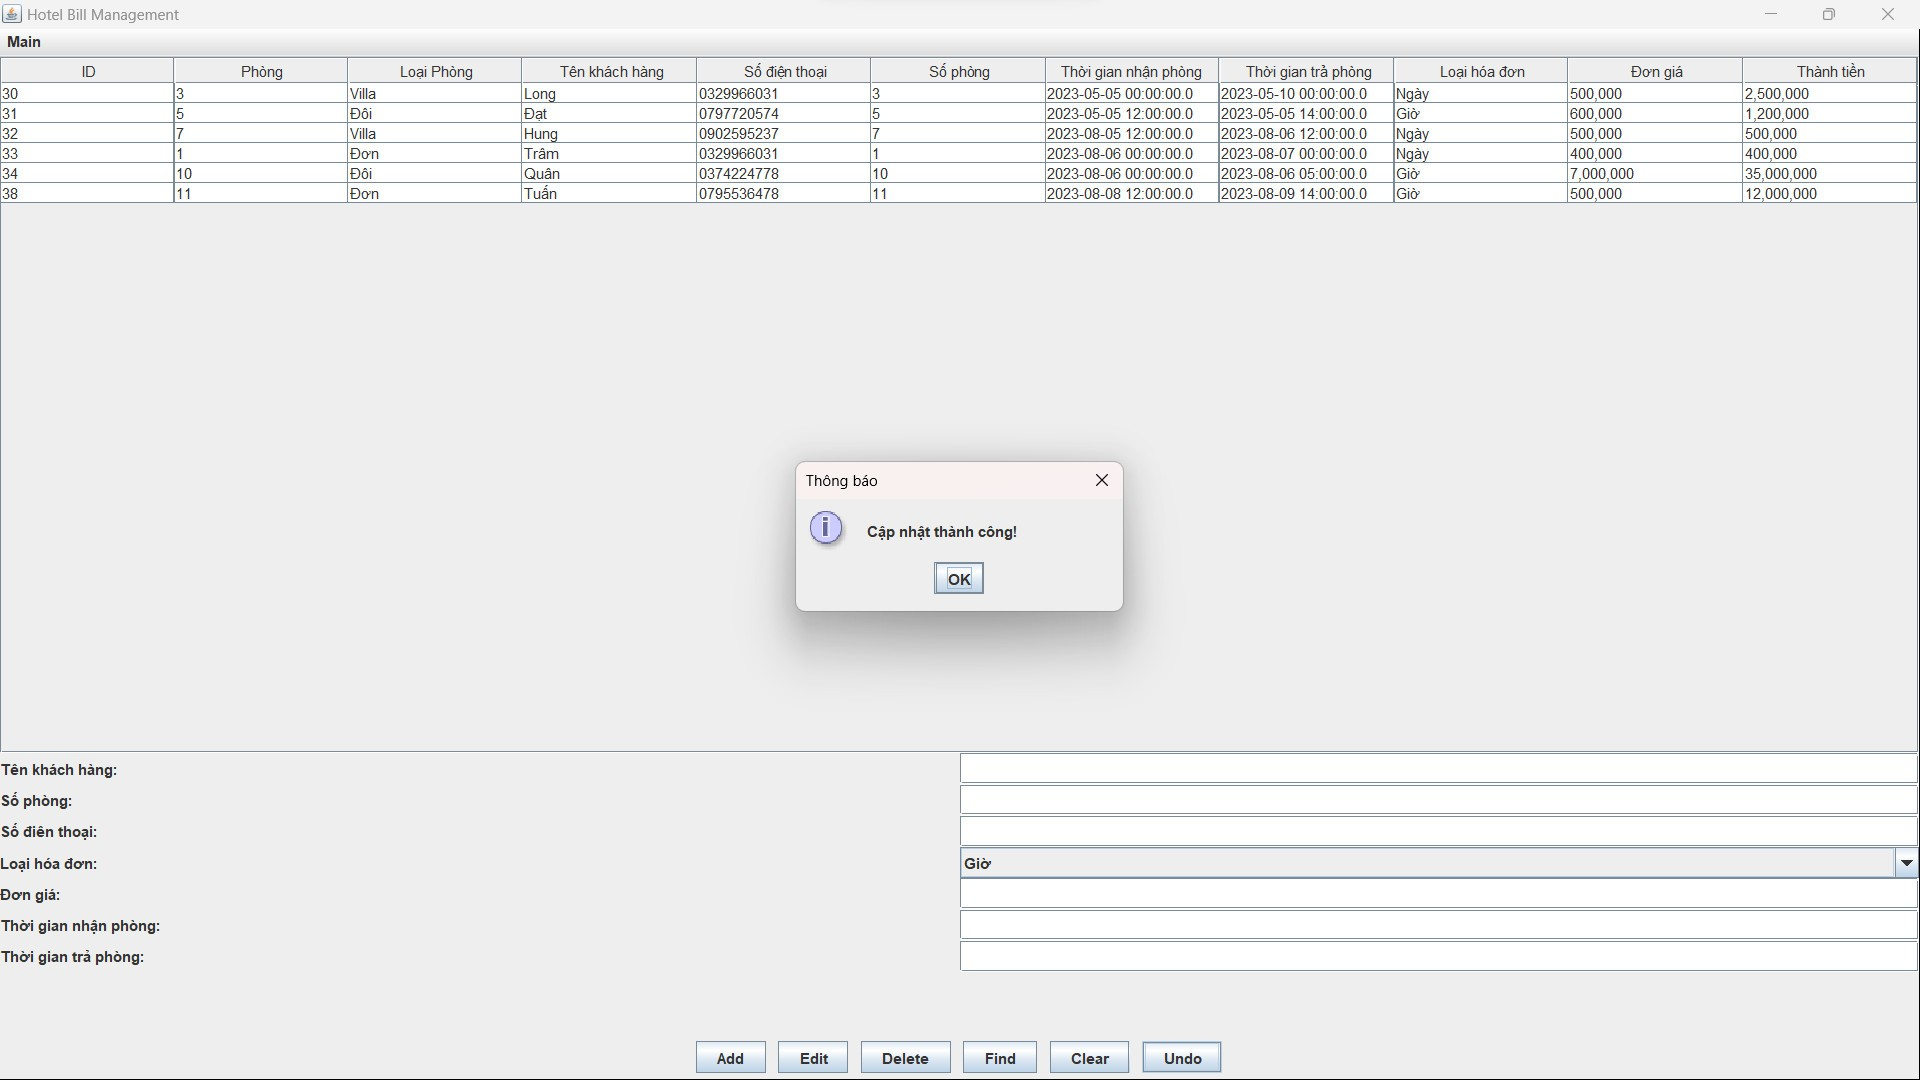 Hotel Bill Management
Main
ID Phòng Loại Phòng Tên khách hàng Số điện thoại Số phòng Thời gian nhận phòng Thời gian trả phòng Loại hóa đơn Đơn giá Thành tiền
30 3 Villa Long 0329966031 3 2023-05-05 00:00:00.0 2023-05-10 00:00:00.0 Ngày 500,000 2,500,000
31 5 Đôi Đạt 0797720574 5 2023-05-05 12:00:00.0 2023-05-05 14:00:00.0 Giờ 600,000 1,200,000
32 7 Villa Hung 0902595237 7 2023-08-05 12:00:00.0 2023-08-06 12:00:00.0 Ngày 500,000 500,000
33 1 Đơn Trâm 0329966031 1 2023-08-06 00:00:00.0 2023-08-07 00:00:00.0 Ngày 400,000 400,000
34 10 Đôi Quân 0374224778 10 2023-08-06 00:00:00.0 2023-08-06 05:00:00.0 Giờ 7,000,000 35,000,000
38 11 Đơn Tuấn 0795536478 11 2023-08-08 12:00:00.0 2023-08-09 14:00:00.0 Giờ 500,000 12,000,000
Thông báo
Cập nhật thành công!
OK
Tên khách hàng:
Số phòng:
Số điên thoại:
Loại hóa đơn: Giờ
Đơn giá:
Thời gian nhận phòng:
Thời gian trả phòng:
Add Edit Delete Find Clear Undo